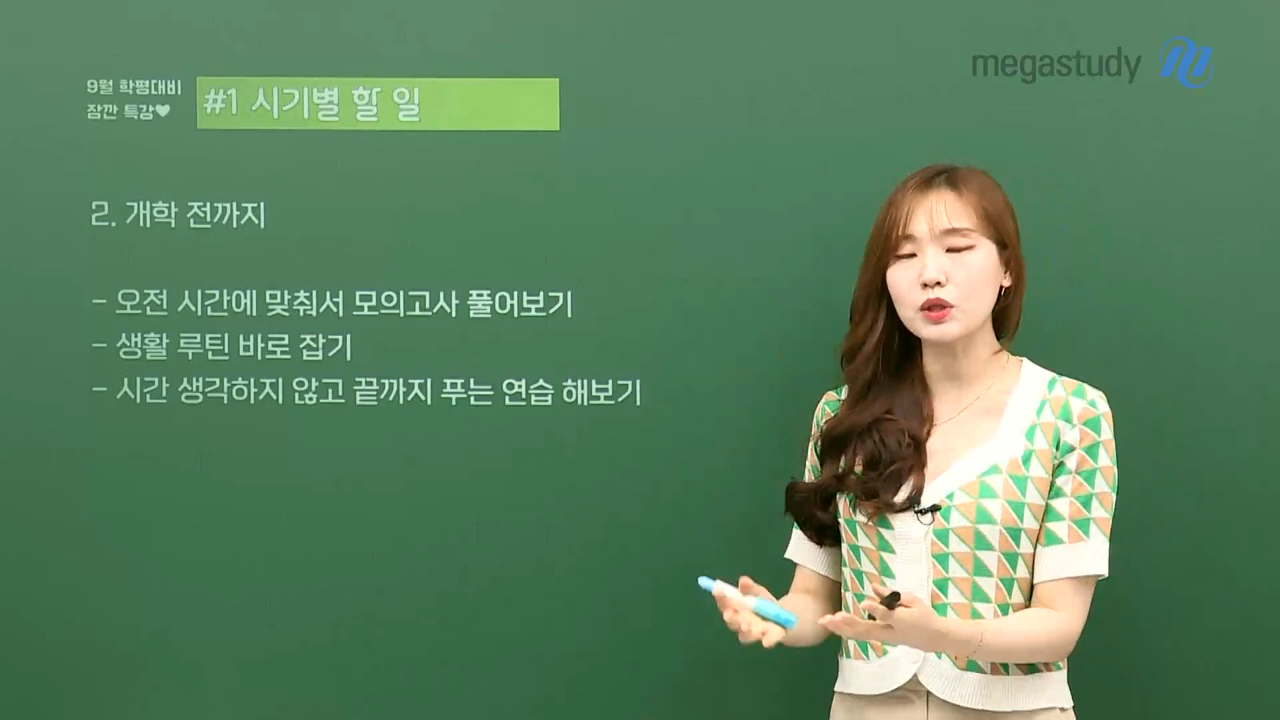 9월 학평대비
잠깐 특강♥
#1 시기별 할 일
megastudy
2. 개학 전까지
- 오전 시간에 맞춰서 모의고사 풀어보기
- 생활 루틴 바로 잡기
- 시간 생각하지 않고 끝까지 푸는 연습 해보기